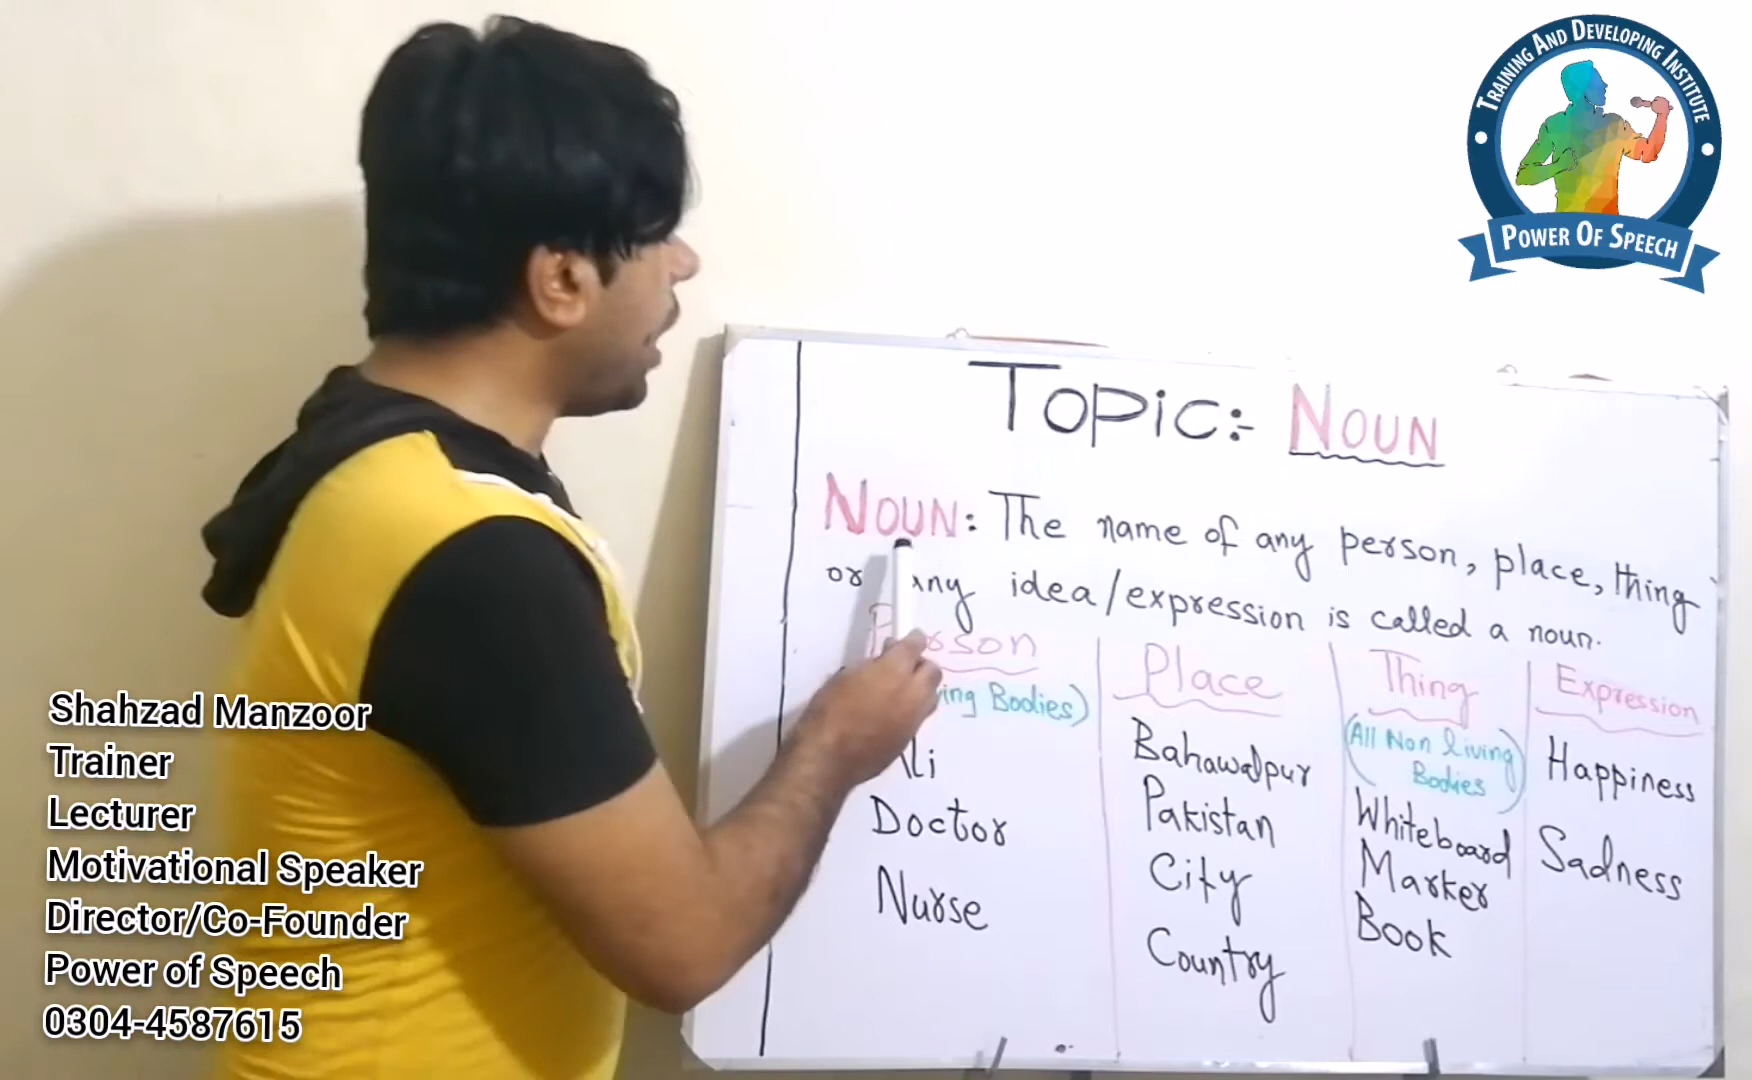 TRAINING AND DEVELOPING INSTITUTE
POWER OF SPEECH
Topic:- NOUN
NOUN: The name of any person, place, thing
or any idea/expression is called a noun.
Person
Place
Thing
Expression
Bodies)
(All Non living
Bodies)
Ali
Doctor
Nurse
Bahawalpur
Pakistan
City
Country
Whiteboard
Marker
Book
Happiness
Sadness
Shahzad Manzoor
Trainer
Lecturer
Motivational Speaker
Director/Co-Founder
Power of Speech
0304-4587615